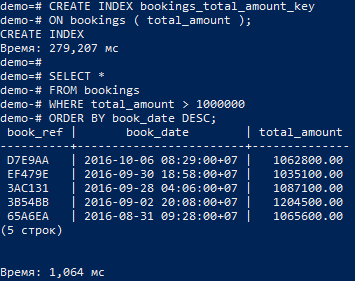 demo=# CREATE INDEX bookings_total_amount_key
demo-# ON bookings ( total_amount );
CREATE INDEX
Время: 279,207 мс
demo=#
demo=# SELECT *
demo-# FROM bookings
demo-# WHERE total_amount > 1000000
demo-# ORDER BY book_date DESC;
 book_ref |       book_date        | total_amount
----------+------------------------+--------------
 D7E9AA   | 2016-10-06 08:29:00+07 |   1062800.00
 EF479E   | 2016-09-30 18:58:00+07 |   1035100.00
 3AC131   | 2016-09-28 04:06:00+07 |   1087100.00
 3B54BB   | 2016-09-02 20:08:00+07 |   1204500.00
 65A6EA   | 2016-08-31 09:28:00+07 |   1065600.00
(5 строк)
Время: 1,064 мс